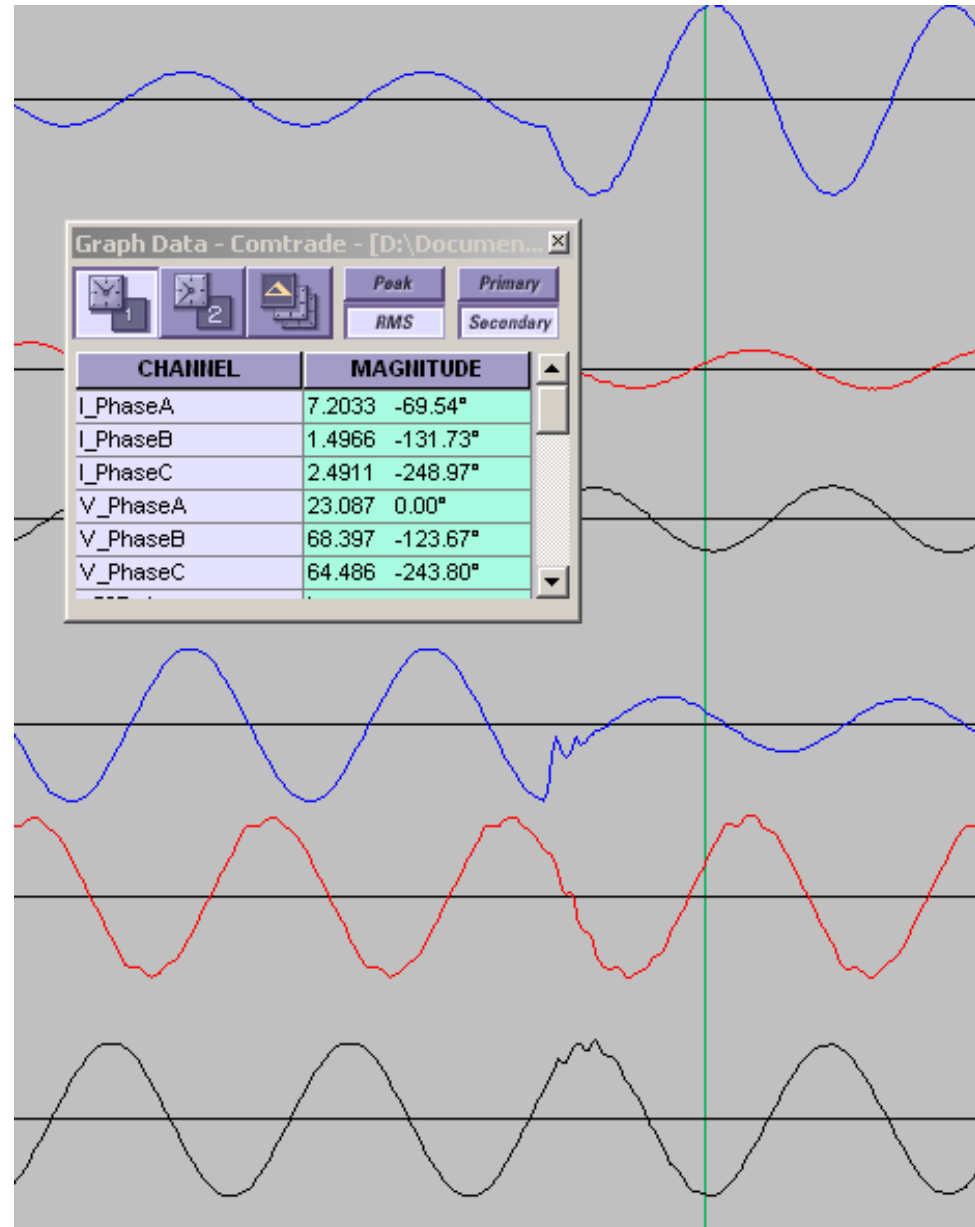 Graph Data - Comtrade - [D:\Documen...
1 2 Peak Primary
RMS Secondary
CHANNEL MAGNITUDE
I_PhaseA 7.2033 -69.54°
I_PhaseB 1.4966 -131.73°
I_PhaseC 2.4911 -248.97°
V_PhaseA 23.087 0.00°
V_PhaseB 68.397 -123.67°
V_PhaseC 64.486 -243.80°